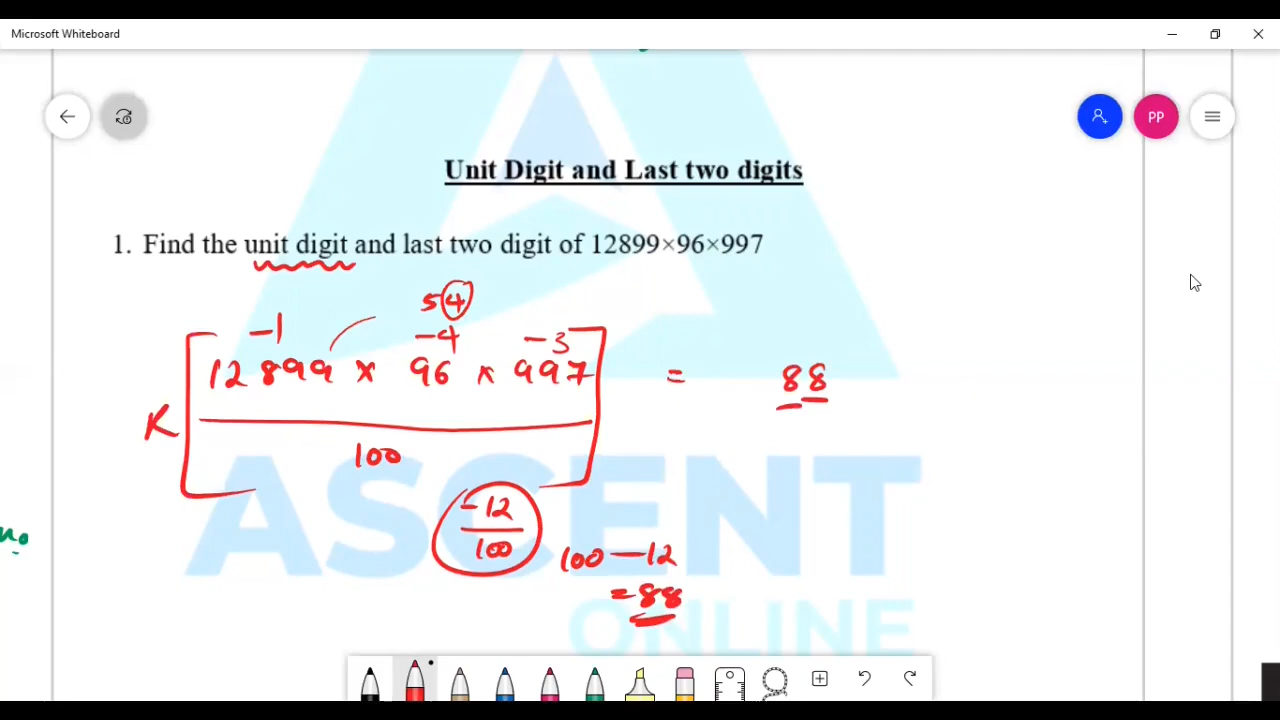 Microsoft Whiteboard
PP
Unit Digit and Last two digits
1. Find the unit digit and last two digit of 12899×96×997
54
-1 -4 -3
12899 × 96 × 997 = 88
100
-12
100
100 - 12
= 88
no
ASCENT
ONLINE